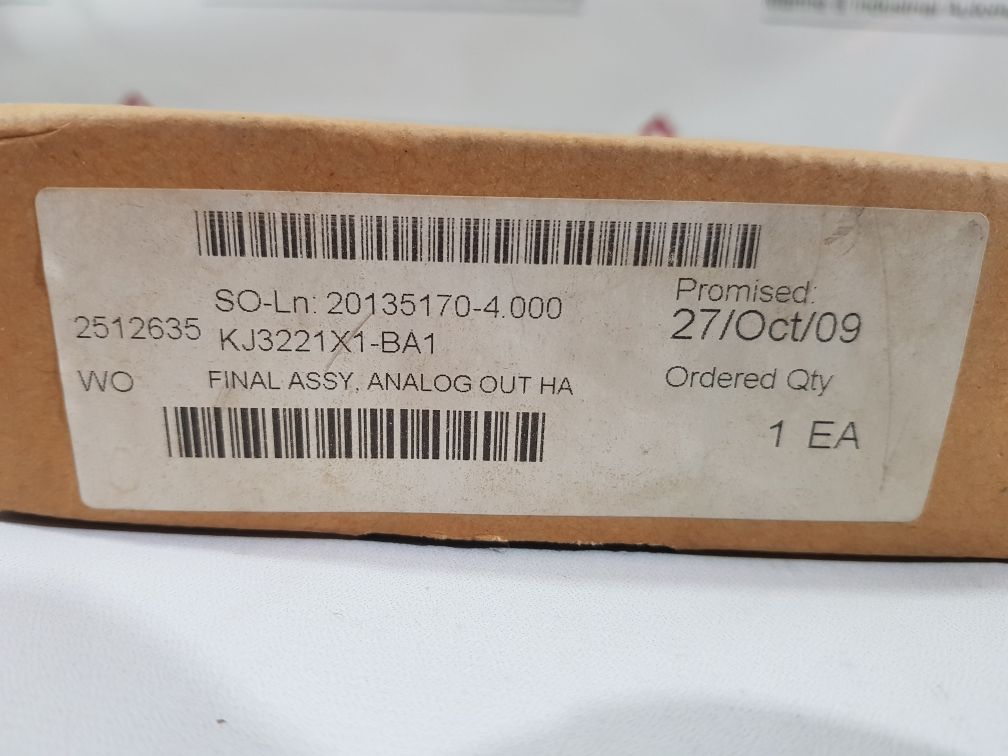 SO-Ln: 20135170-4.000
2512635 KJ3221X1-BA1
WO FINAL ASSY, ANALOG OUT HA
Promised:
27/Oct/09
Ordered Qty
1 EA